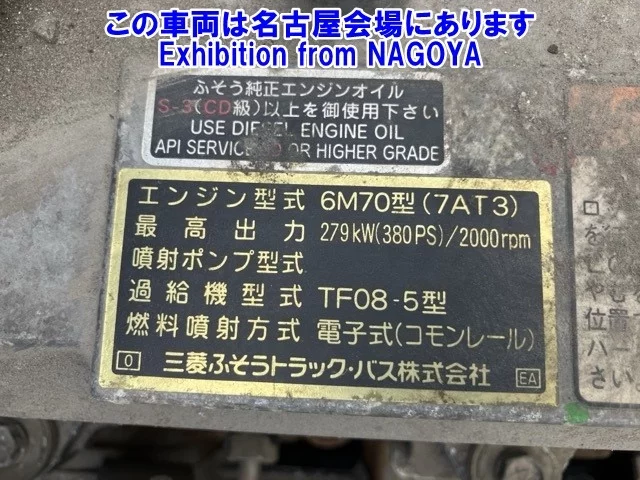 この車両は名古屋会場にあります
Exhibition from NAGOYA
ふそう純正エンジンオイル
S-3(CD級)以上を御使用下さい
USE DIESEL ENGINE OIL
API SERVICE OR HIGHER GRADE
エンジン型式 6M70型(7AT3)
最高出力 279kW(380PS)/2000rpm
噴射ポンプ型式
過給機型式 TF08-5型
燃料噴射方式 電子式(コモンレール)
0 三菱ふそうトラック・バス株式会社 EA